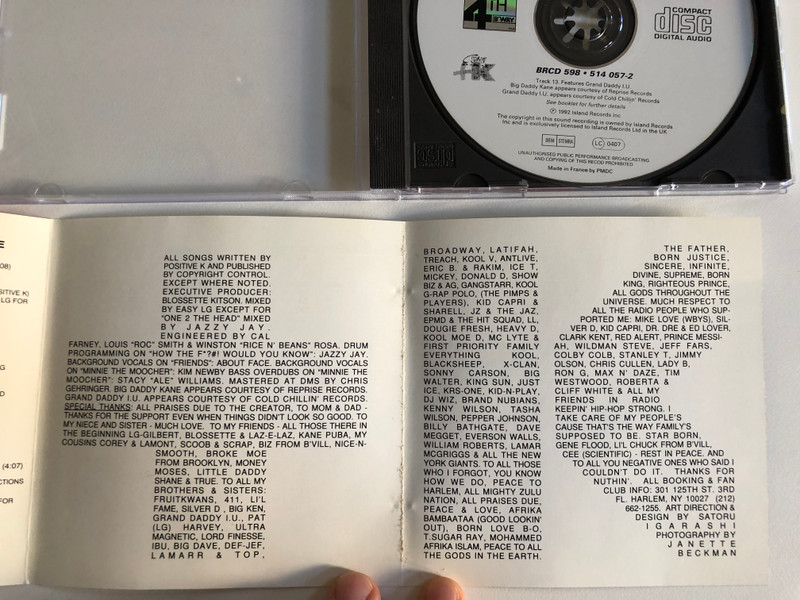 4TH
B'WAY
COMPACT
disc
DIGITAL AUDIO
BRCD 598 • 514 057-2
Track 13. Features Grand Daddy I.U.
Big Daddy Kane appears courtesy of Reprise Records
Grand Daddy I.U. appears courtesy of Cold Chillin' Records
See booklet for further details
℗ 1992 Island Records Inc.
The copyright in this sound recording is owned by Island Records
Inc and is exclusively licensed to Island Records Ltd in the UK
BIEM STEMRA
LC 0407
UNAUTHORISED PUBLIC PERFORMANCE BROADCASTING
AND COPYING OF THIS RECOD PROHIBITED
Made in France by PMDC
E
08)
SITIVE K)
LG FOR
G
D
(4:07)
CTIONS
FOR
ALL SONGS WRITTEN BY
POSITIVE K AND PUBLISHED
BY COPYRIGHT CONTROL.
EXCEPT WHERE NOTED.
EXECUTIVE PRODUCER:
BLOSSETTE KITSON. MIXED
BY EASY LG EXCEPT FOR
"ONE 2 THE HEAD" MIXED
BY JAZZY JAY.
ENGINEERED BY CAL
FARNEY, LOUIS "ROC" SMITH & WINSTON "RICE N' BEANS" ROSA. DRUM
PROGRAMMING ON "HOW THE F*?#! WOULD YOU KNOW": JAZZY JAY.
BACKGROUND VOCALS ON "FRIENDS": ABOUT FACE. BACKGROUND VOCALS
ON "MINNIE THE MOOCHER": KIM NEWBY BASS OVERDUBS ON "MINNIE THE
MOOCHER": STACY "ALE" WILLIAMS. MASTERED AT DMS BY CHRIS
GEHRINGER. BIG DADDY KANE APPEARS COURTESY OF REPRISE RECORDS.
GRAND DADDY I.U. APPEARS COURTESY OF COLD CHILLIN' RECORDS.
SPECIAL THANKS: ALL PRAISES DUE TO THE CREATOR, TO MOM & DAD -
THANKS FOR THE SUPPORT EVEN WHEN THINGS DIDN'T LOOK SO GOOD. TO
MY NIECE AND SISTER - MUCH LOVE. TO MY FRIENDS - ALL THOSE THERE IN
THE BEGINNING LG-GILBERT, BLOSSETTE & LAZ-E-LAZ, KANE PUBA, MY
COUSINS COREY & LAMONT, SCOOB & SCRAP, BIZ FROM B'VILL, NICE-N-
SMOOTH, BROKE MOE
FROM BROOKLYN, MONEY
MOSES, LITTLE DADDY
SHANE & TRUE. TO ALL MY
BROTHERS & SISTERS:
FRUITKWANS, 411, LI'L
FAME, SILVER D, BIG KEN,
GRAND DADDY I.U., PAT
(LG) HARVEY, ULTRA
MAGNETIC, LORD FINESSE,
IBU, BIG DAVE, DEF-JEF,
LAMARR & TOP,
BROADWAY, LATIFAH,
TREACH, KOOL V, ANTLIVE,
ERIC B. & RAKIM, ICE T,
MICKEY, DONALD D, SHOW
BIZ & AG, GANGSTARR, KOOL
G-RAP POLO, (THE PIMPS &
PLAYERS), KID CAPRI &
SHARELL, JZ & THE JAZ,
EPMD & THE HIT SQUAD, LL,
DOUGIE FRESH, HEAVY D,
KOOL MOE D, MC LYTE &
FIRST PRIORITY FAMILY
EVERYTHING KOOL,
BLACKSHEEP, X-CLAN,
SONNY CARSON, BIG
WALTER, KING SUN, JUST
ICE, KRS-ONE, KID-N-PLAY,
DJ WIZ, BRAND NUBIANS,
KENNY WILSON, TASHA
WILSON, PEPPER JOHNSON,
BILLY BATHGATE, DAVE
MEGGET, EVERSON WALLS,
WILLIAM ROBERTS, LAMAR
MCGRIGGS & ALL THE NEW
YORK GIANTS. TO ALL THOSE
WHO I FORGOT, YOU KNOW
HOW WE DO, PEACE TO
HARLEM, ALL MIGHTY ZULU
NATION, ALL PRAISES DUE,
PEACE & LOVE, AFRIKA
BAMBAATAA (GOOD LOOKIN'
OUT), BORN LOVE B-O,
T.SUGAR RAY, MOHAMMED
AFRIKA ISLAM, PEACE TO ALL
THE GODS IN THE EARTH.
THE FATHER,
BORN JUSTICE,
SINCERE, INFINITE,
DIVINE, SUPREME, BORN
KING, RIGHTEOUS PRINCE,
ALL GODS THROUGHOUT THE
UNIVERSE. MUCH RESPECT TO
ALL THE RADIO PEOPLE WHO SUP-
PORTED ME: MIKE LOVE (WBYS), SIL-
VER D, KID CAPRI, DR. DRE & ED LOVER,
CLARK KENT, RED ALERT, PRINCE MESSI-
AH, WILDMAN STEVE, JEFF FARS,
COLBY COLB, STANLEY T, JIMMY
OLSON, CHRIS CULLEN, LADY B,
RON G, MAX N' DAZE, TIM
WESTWOOD, ROBERTA &
CLIFF WHITE & ALL MY
FRIENDS IN RADIO
KEEPIN' HIP-HOP STRONG. I
TAKE CARE OF MY PEOPLE'S
CAUSE THAT'S THE WAY FAMILY'S
SUPPOSED TO BE. STAR BORN,
GENE FLOOD, LI'L CHUCK FROM B'VILL,
CEE (SCIENTIFIC) - REST IN PEACE. AND
TO ALL YOU NEGATIVE ONES WHO SAID I
COULDN'T DO IT. THANKS FOR
NUTHIN'. ALL BOOKING & FAN
CLUB INFO: 301 125TH ST. 3RD
FL. HARLEM, NY 10027 (212)
662-1255. ART DIRECTION &
DESIGN BY SATORU
IGARASHI
PHOTOGRAPHY BY
JANETTE
BECKMAN